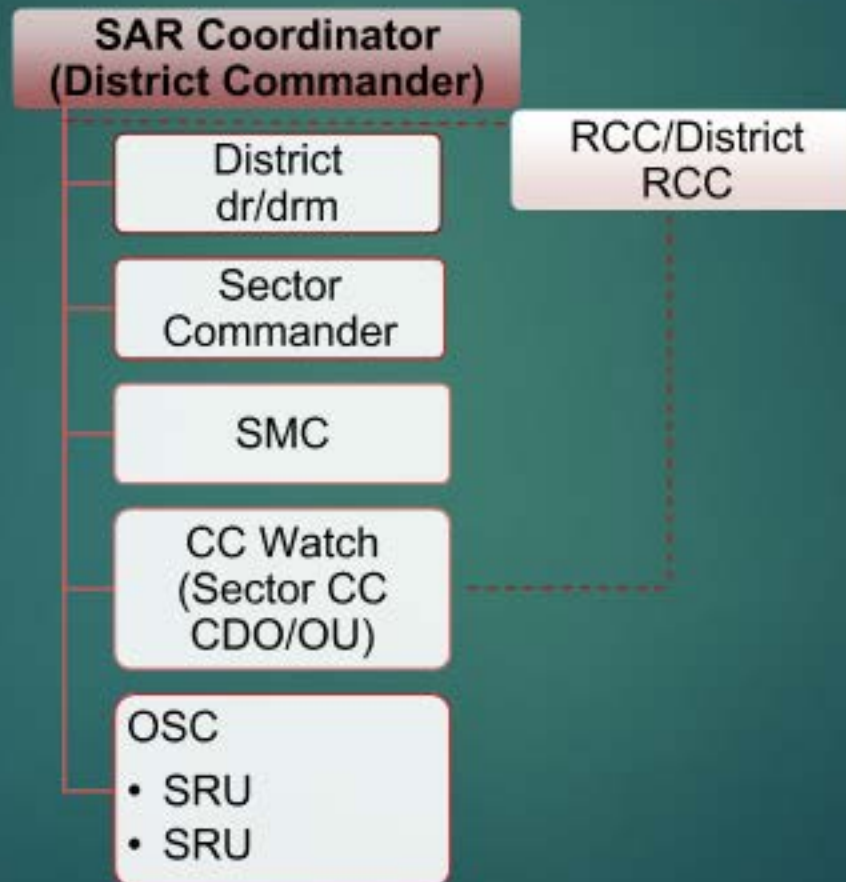 SAR Coordinator
(District Commander)
RCC/District
RCC
District
dr/drm
Sector
Commander
SMC
CC Watch
(Sector CC
CDO/OU)
OSC
• SRU
• SRU